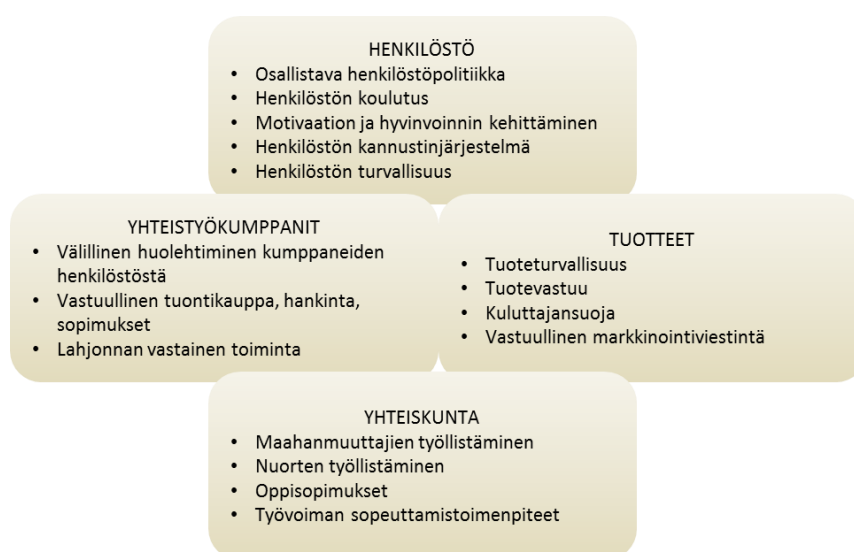 HENKILÖSTÖ
• Osallistava henkilöstöpolitiikka
• Henkilöstön koulutus
• Motivaation ja hyvinvoinnin kehittäminen
• Henkilöstön kannustinjärjestelmä
• Henkilöstön turvallisuus
YHTEISTYÖKUMPPANIT
• Välillinen huolehtiminen kumppaneiden
henkilöstöstä
• Vastuullinen tuontikauppa, hankinta,
sopimukset
• Lahjonnan vastainen toiminta
TUOTTEET
• Tuoteturvallisuus
• Tuotevastuu
• Kuluttajansuoja
• Vastuullinen markkinointiviestintä
YHTEISKUNTA
• Maahanmuuttajien työllistäminen
• Nuorten työllistäminen
• Oppisopimukset
• Työvoiman sopeuttamistoimenpiteet